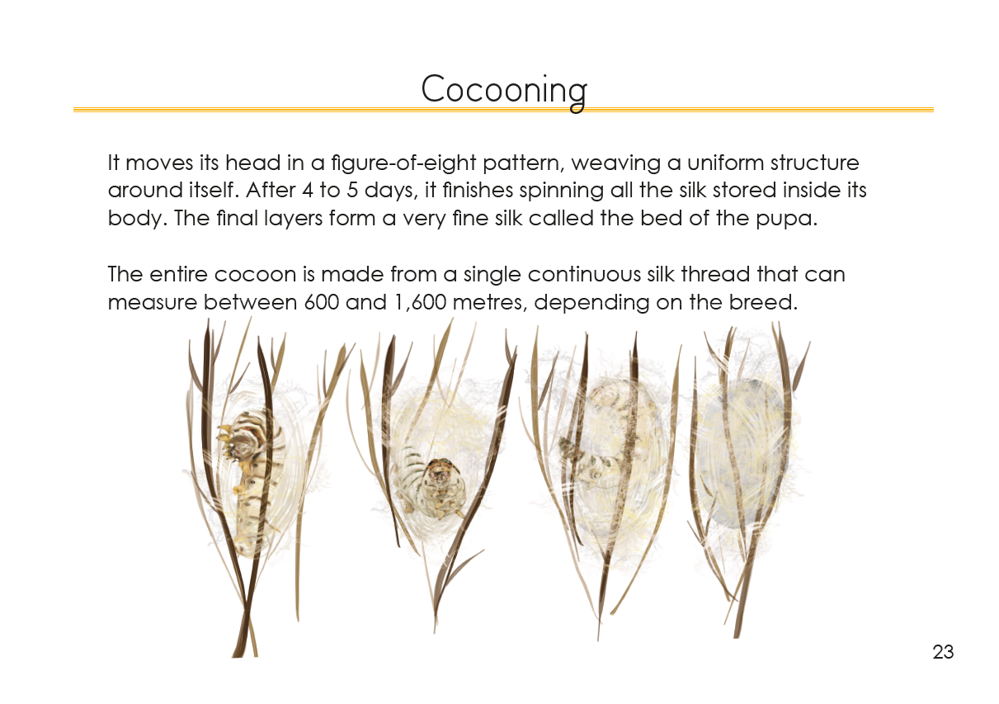 Cocooning
It moves its head in a figure-of-eight pattern, weaving a uniform structure
around itself. After 4 to 5 days, it finishes spinning all the silk stored inside its
body. The final layers form a very fine silk called the bed of the pupa.
The entire cocoon is made from a single continuous silk thread that can
measure between 600 and 1,600 metres, depending on the breed.
23